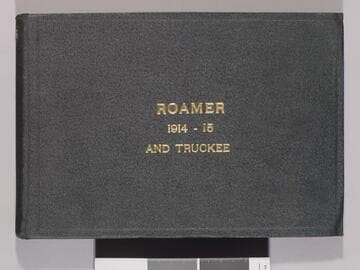 ROAMER
1914 - 15
AND TRUCKEE